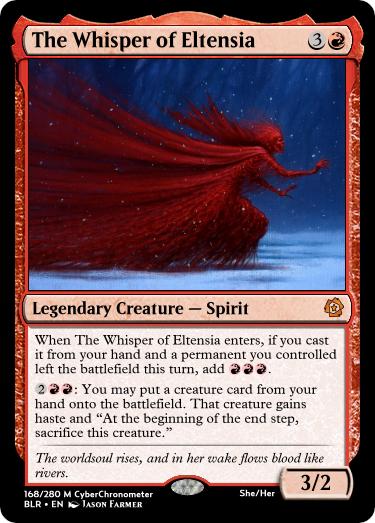 The Whisper of Eltensia 3
Legendary Creature — Spirit
When The Whisper of Eltensia enters, if you cast
it from your hand and a permanent you controlled
left the battlefield this turn, add.
2: You may put a creature card from your
hand onto the battlefield. That creature gains
haste and “At the beginning of the end step,
sacrifice this creature.”
The worldsoul rises, and in her wake flows blood like
rivers.
3/2
168/280 M CyberChronometer She/Her
BLR • EN Jason Farmer